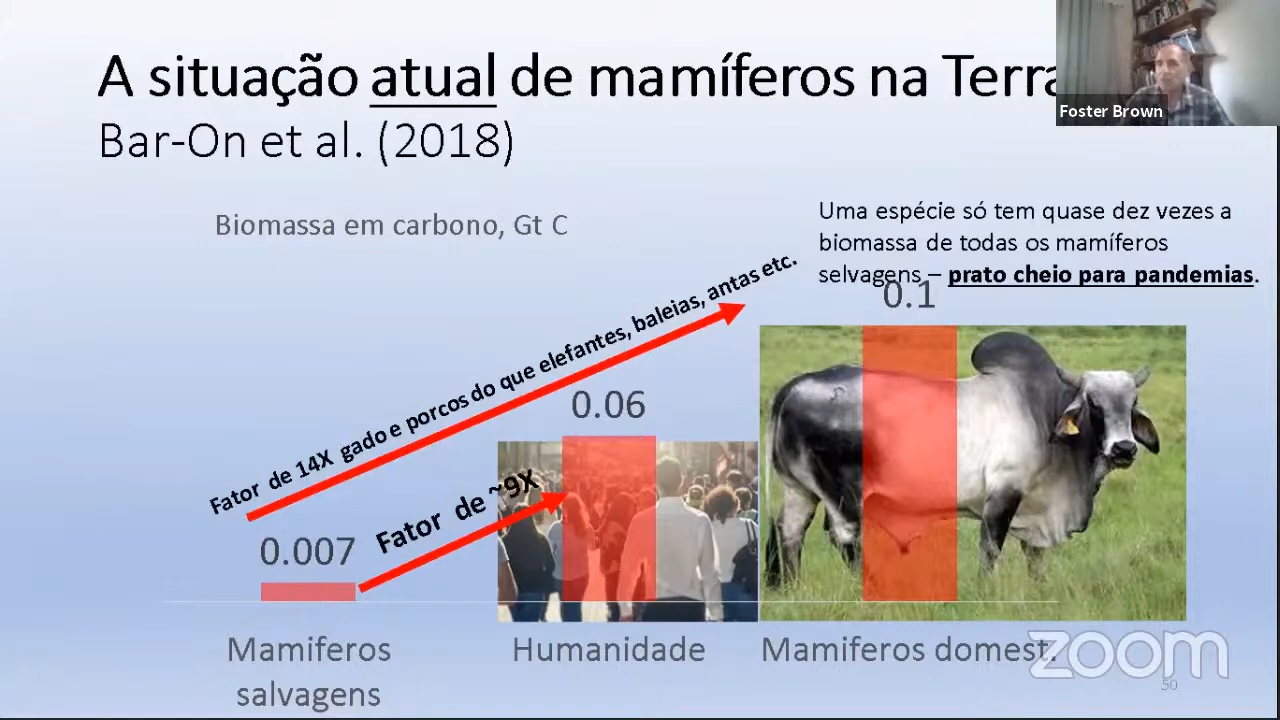 A situação atual de mamíferos na Terra
Foster Brown
Bar-On et al. (2018)
Biomassa em carbono, Gt C
Uma espécie só tem quase dez vezes a
biomassa de todas os mamíferos
selvagens – prato cheio para pandemias.
0.1
Fator de 14X gado e porcos do que elefantes, baleias, antas etc.
0.06
Fator de ~9X
0.007
Mamiferos
salvagens
Humanidade
Mamiferos domest.
zoom
50